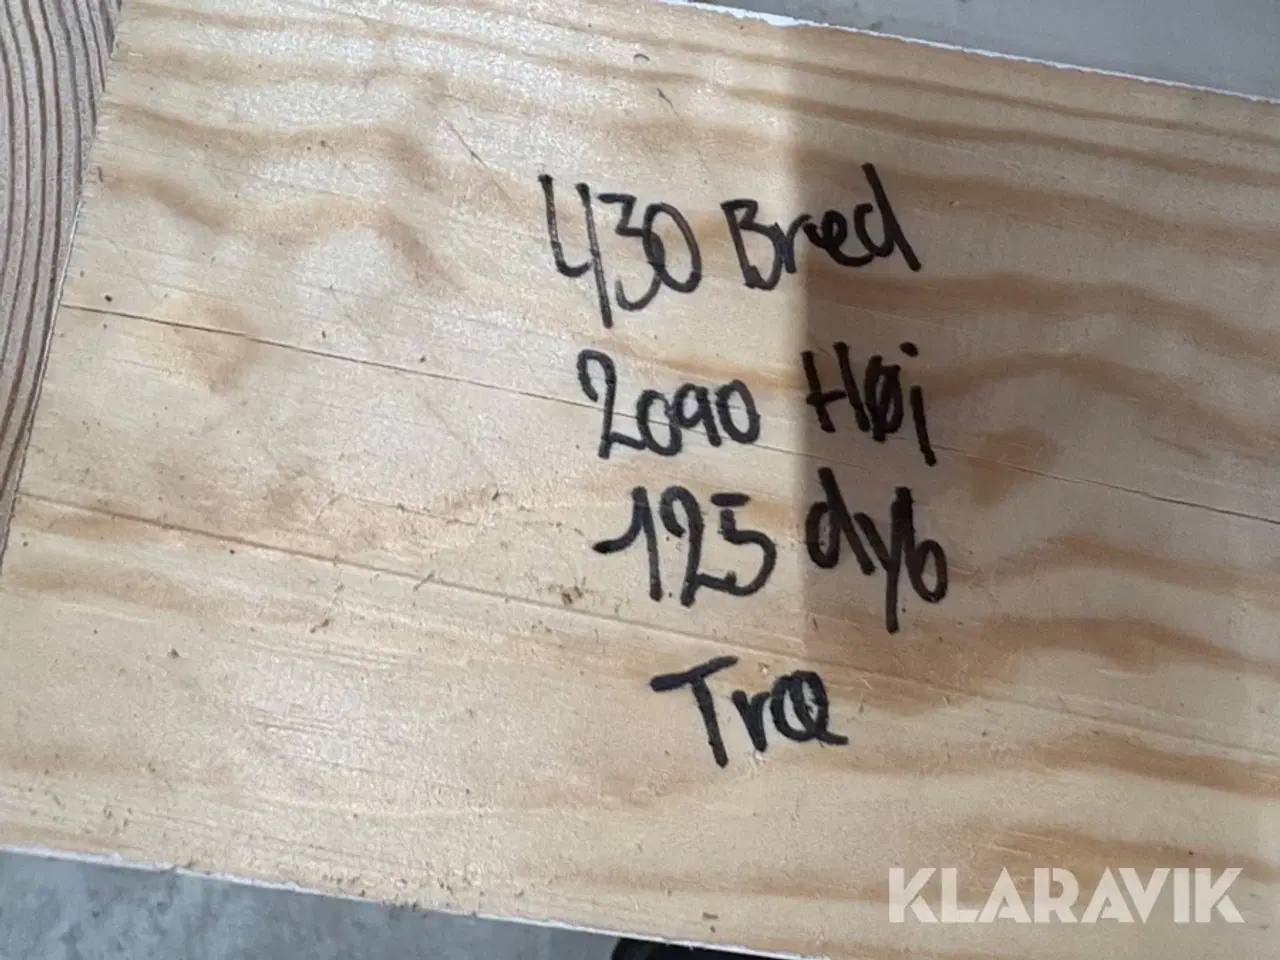 430 Bred
2090 Høj
125 dyb
Træ
KLARAVIK